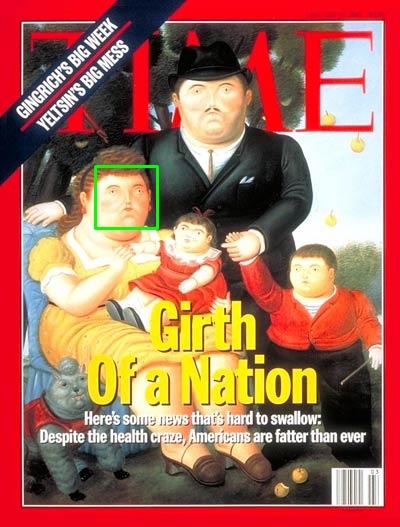 GINGRICH'S BIG WEEK
YELTSIN'S BIG MESS
TIME
Girth
Of a Nation
Here's some news that's hard to swallow:
Despite the health craze, Americans are fatter than ever
03